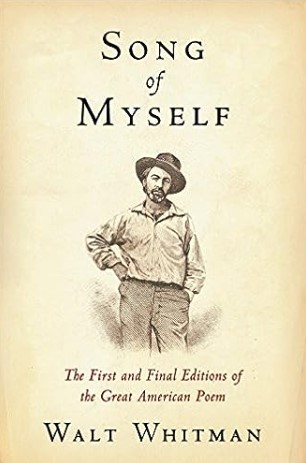 SONG
of
MYSELF
The First and Final Editions of
the Great American Poem
WALT WHITMAN